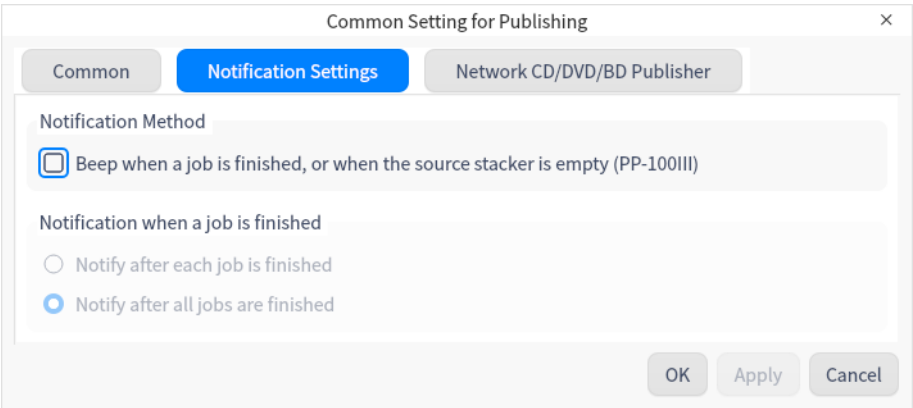 Common Setting for Publishing
Common
Notification Settings
Network CD/DVD/BD Publisher
Notification Method
Beep when a job is finished, or when the source stacker is empty (PP-100III)
Notification when a job is finished
Notify after each job is finished
Notify after all jobs are finished
OK
Apply
Cancel